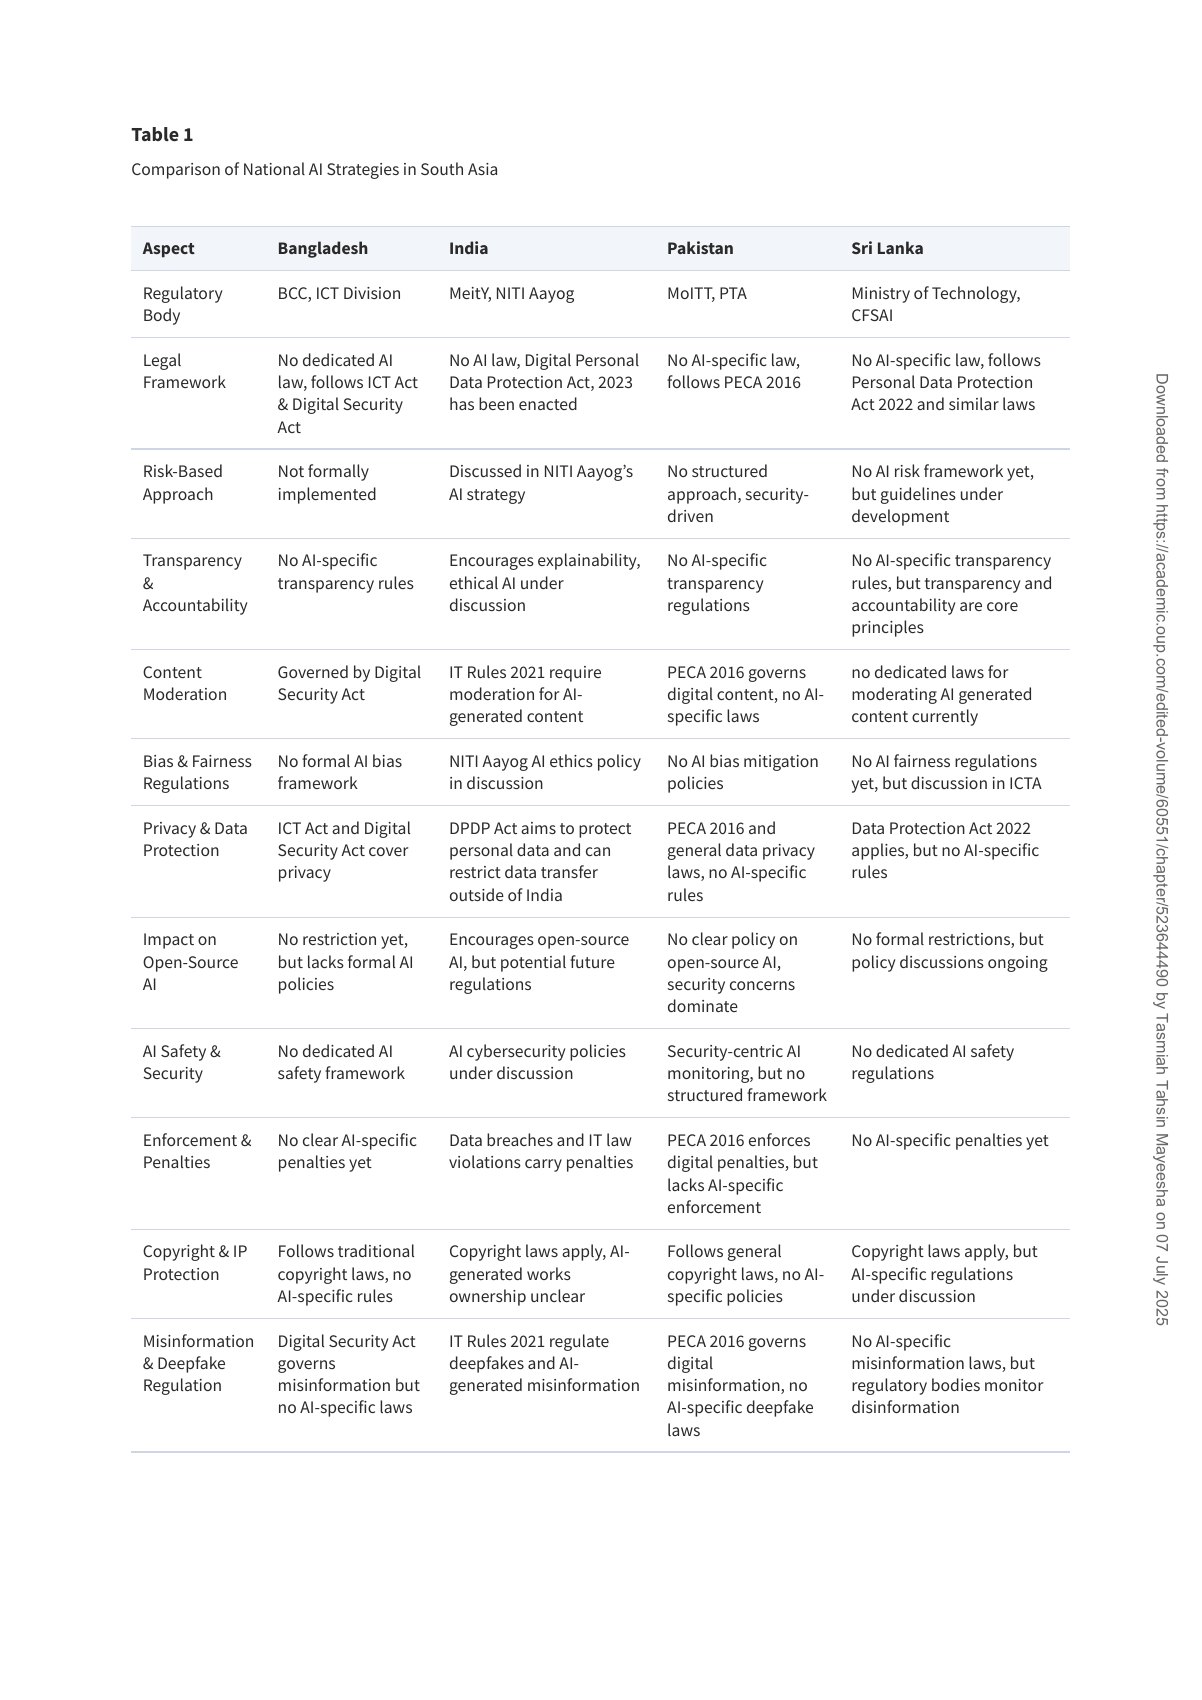 Table 1
Comparison of National AI Strategies in South Asia
Aspect Bangladesh India Pakistan Sri Lanka
Regulatory Body BCC, ICT Division MeitY, NITI Aayog MoITT, PTA Ministry of Technology, CFSAI
Legal Framework No dedicated AI law, follows ICT Act & Digital Security Act No AI law, Digital Personal Data Protection Act, 2023 has been enacted No AI-specific law, follows PECA 2016 No AI-specific law, follows Personal Data Protection Act 2022 and similar laws
Risk-Based Approach Not formally implemented Discussed in NITI Aayog’s AI strategy No structured approach, security-driven No AI risk framework yet, but guidelines under development
Transparency & Accountability No AI-specific transparency rules Encourages explainability, ethical AI under discussion No AI-specific transparency regulations No AI-specific transparency rules, but transparency and accountability are core principles
Content Moderation Governed by Digital Security Act IT Rules 2021 require moderation for AI-generated content PECA 2016 governs digital content, no AI-specific laws no dedicated laws for moderating AI generated content currently
Bias & Fairness Regulations No formal AI bias framework NITI Aayog AI ethics policy in discussion No AI bias mitigation policies No AI fairness regulations yet, but discussion in ICTA
Privacy & Data Protection ICT Act and Digital Security Act cover privacy DPDP Act aims to protect personal data and can restrict data transfer outside of India PECA 2016 and general data privacy laws, no AI-specific rules Data Protection Act 2022 applies, but no AI-specific rules
Impact on Open-Source AI No restriction yet, but lacks formal AI policies Encourages open-source AI, but potential future regulations No clear policy on open-source AI, security concerns dominate No formal restrictions, but policy discussions ongoing
AI Safety & Security No dedicated AI safety framework AI cybersecurity policies under discussion Security-centric AI monitoring, but no structured framework No dedicated AI safety regulations
Enforcement & Penalties No clear AI-specific penalties yet Data breaches and IT law violations carry penalties PECA 2016 enforces digital penalties, but lacks AI-specific enforcement No AI-specific penalties yet
Copyright & IP Protection Follows traditional copyright laws, no AI-specific rules Copyright laws apply, AI-generated works ownership unclear Follows general copyright laws, no AI-specific policies Copyright laws apply, but AI-specific regulations under discussion
Misinformation & Deepfake Regulation Digital Security Act governs misinformation but no AI-specific laws IT Rules 2021 regulate deepfakes and AI-generated misinformation PECA 2016 governs digital misinformation, no AI-specific deepfake laws No AI-specific misinformation laws, but regulatory bodies monitor disinformation
Downloaded from https://academic.oup.com/edited-volume/60551/chapter/523644490 by Tasmiah Tahsin Mayeesha on 07 July 2025